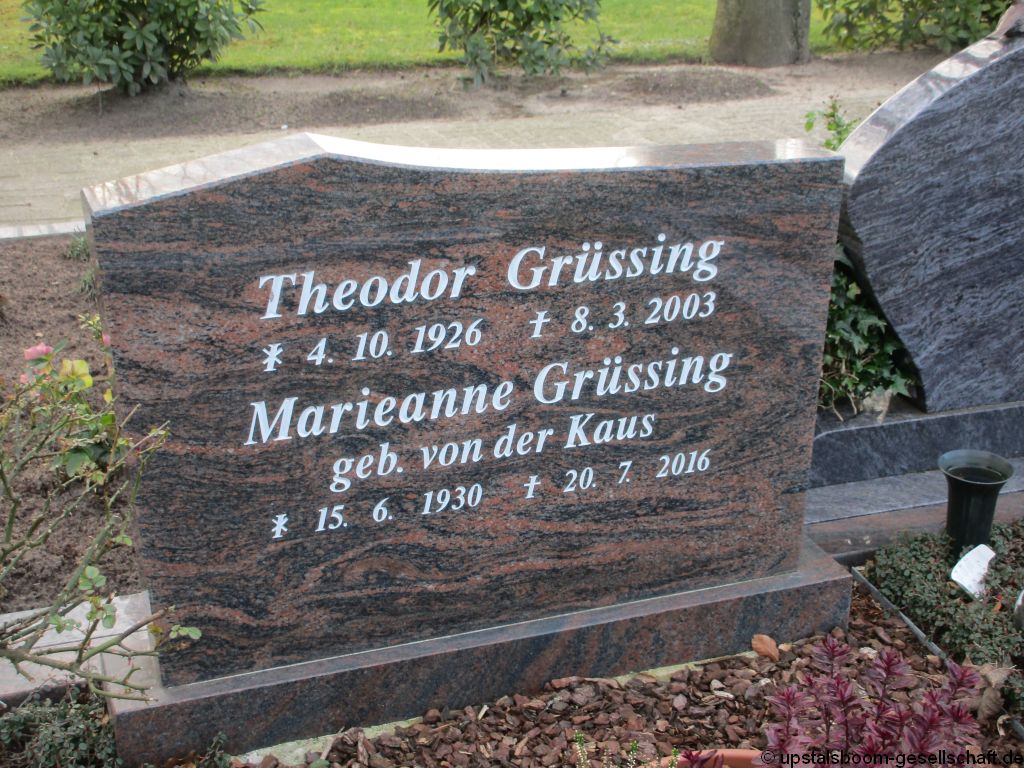 Theodor Grüssing
* 4. 10. 1926 † 8. 3. 2003
Marieanne Grüssing
geb. von der Kaus
* 15. 6. 1930 † 20. 7. 2016
© upstalsboom-gesellschaft.de